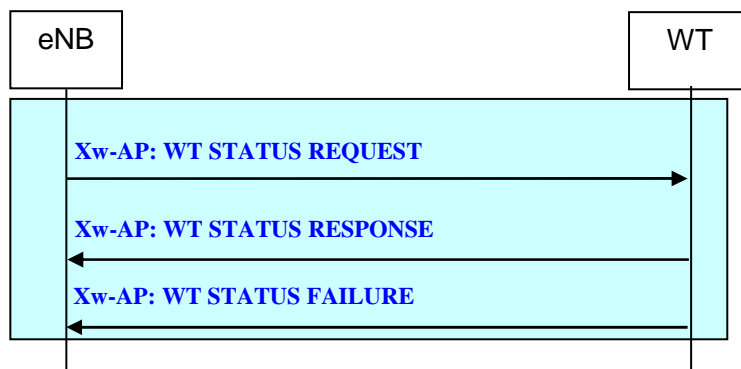 eNB
WT
Xw-AP: WT STATUS REQUEST
Xw-AP: WT STATUS RESPONSE
Xw-AP: WT STATUS FAILURE